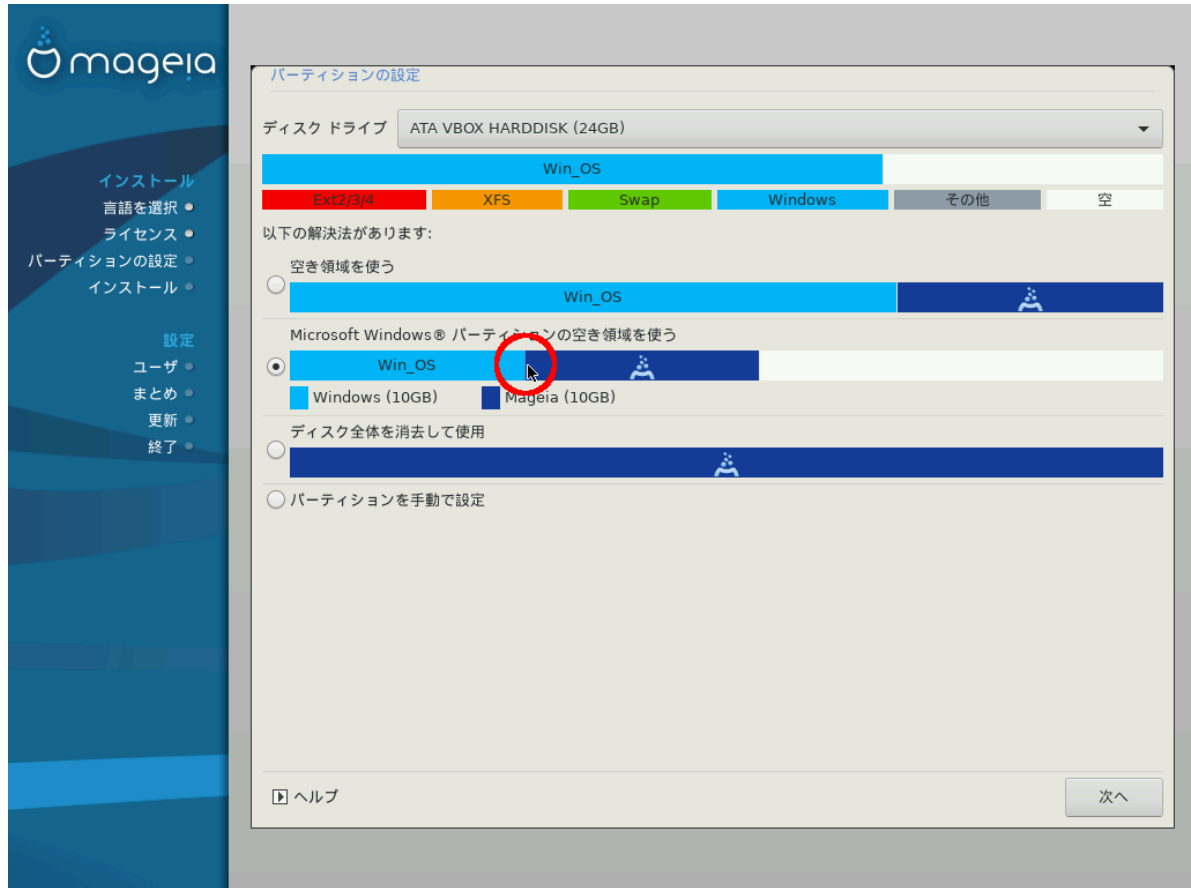 mageia
インストール
言語を選択
ライセンス
パーティションの設定
インストール
設定
ユーザ
まとめ
更新
終了
パーティションの設定
ディスク ドライブ ATA VBOX HARDDISK (24GB)
Win_OS
Ext2/3/4 XFS Swap Windows その他 空
以下の解決法があります:
空き領域を使う
Win_OS
Microsoft Windows® パーティションの空き領域を使う
Win_OS
Windows (10GB) Mageia (10GB)
ディスク全体を消去して使用
パーティションを手動で設定
ヘルプ 次へ